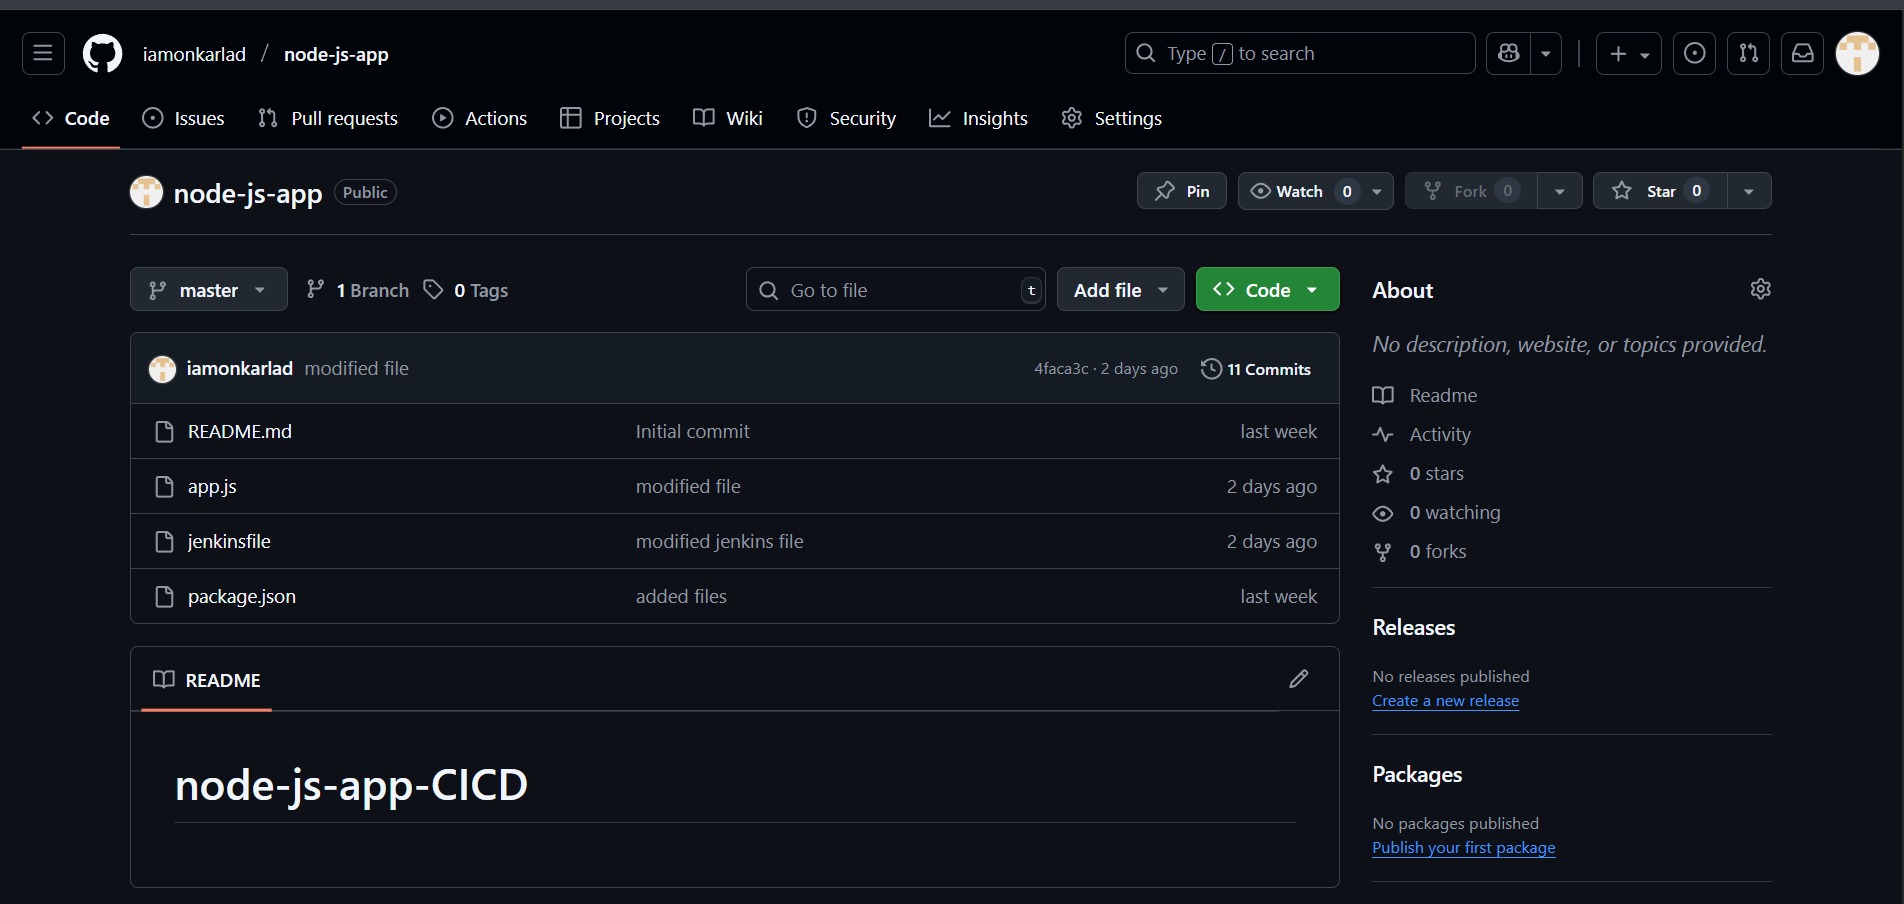 iamonkarlad / node-js-app
Type / to search
Code Issues Pull requests Actions Projects Wiki Security Insights Settings
node-js-app Public
Pin Watch 0 Fork 0 Star 0
master 1 Branch 0 Tags
Go to file t Add file Code
iamonkarlad modified file 4faca3c · 2 days ago 11 Commits
README.md Initial commit last week
app.js modified file 2 days ago
jenkinsfile modified jenkins file 2 days ago
package.json added files last week
README
node-js-app-CICD
About
No description, website, or topics provided.
Readme
Activity
0 stars
0 watching
0 forks
Releases
No releases published
Create a new release
Packages
No packages published
Publish your first package